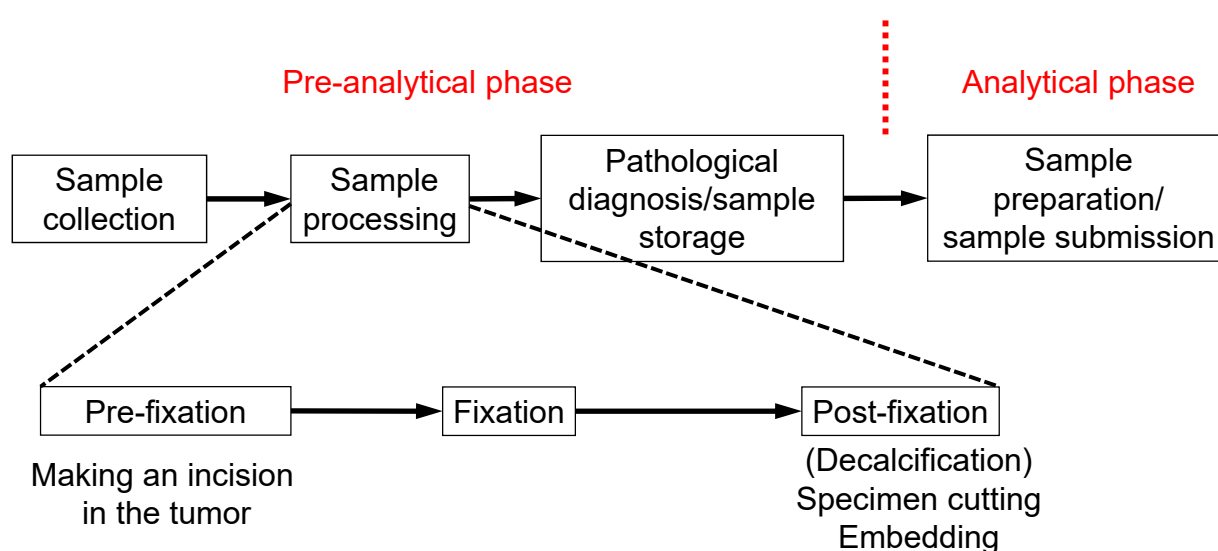 Pre-analytical phase
Analytical phase
Sample
collection
Sample
processing
Pathological
diagnosis/sample
storage
Sample
preparation/
sample submission
Pre-fixation
Fixation
Post-fixation
Making an incision
in the tumor
(Decalcification)
Specimen cutting
Embedding